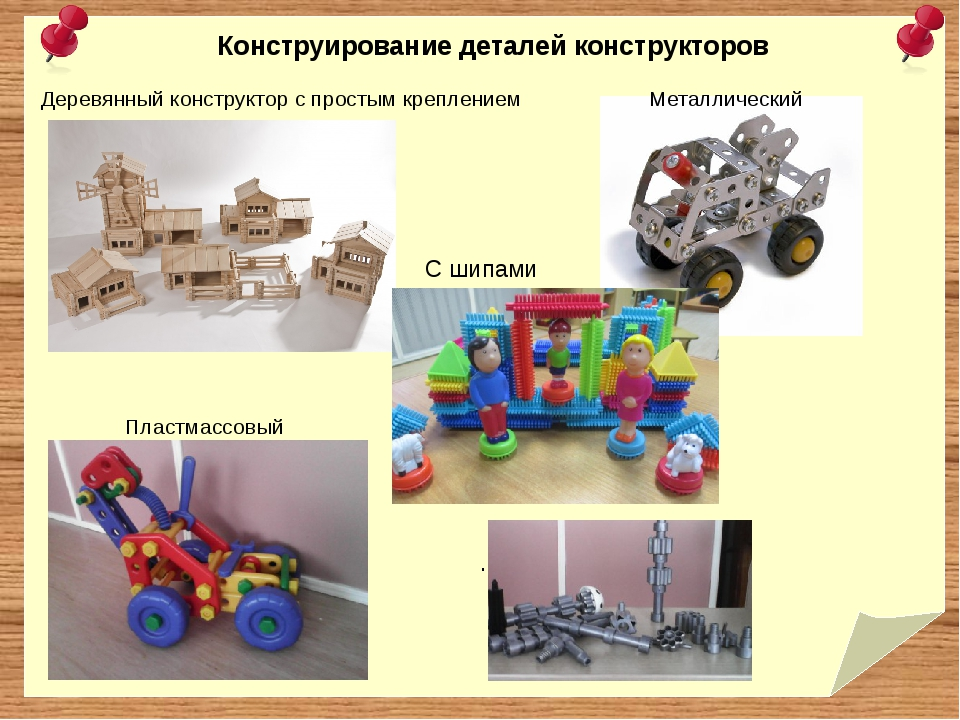 Конструирование деталей конструкторов
Деревянный конструктор с простым креплением
Металлический
С шипами
Пластмассовый
.